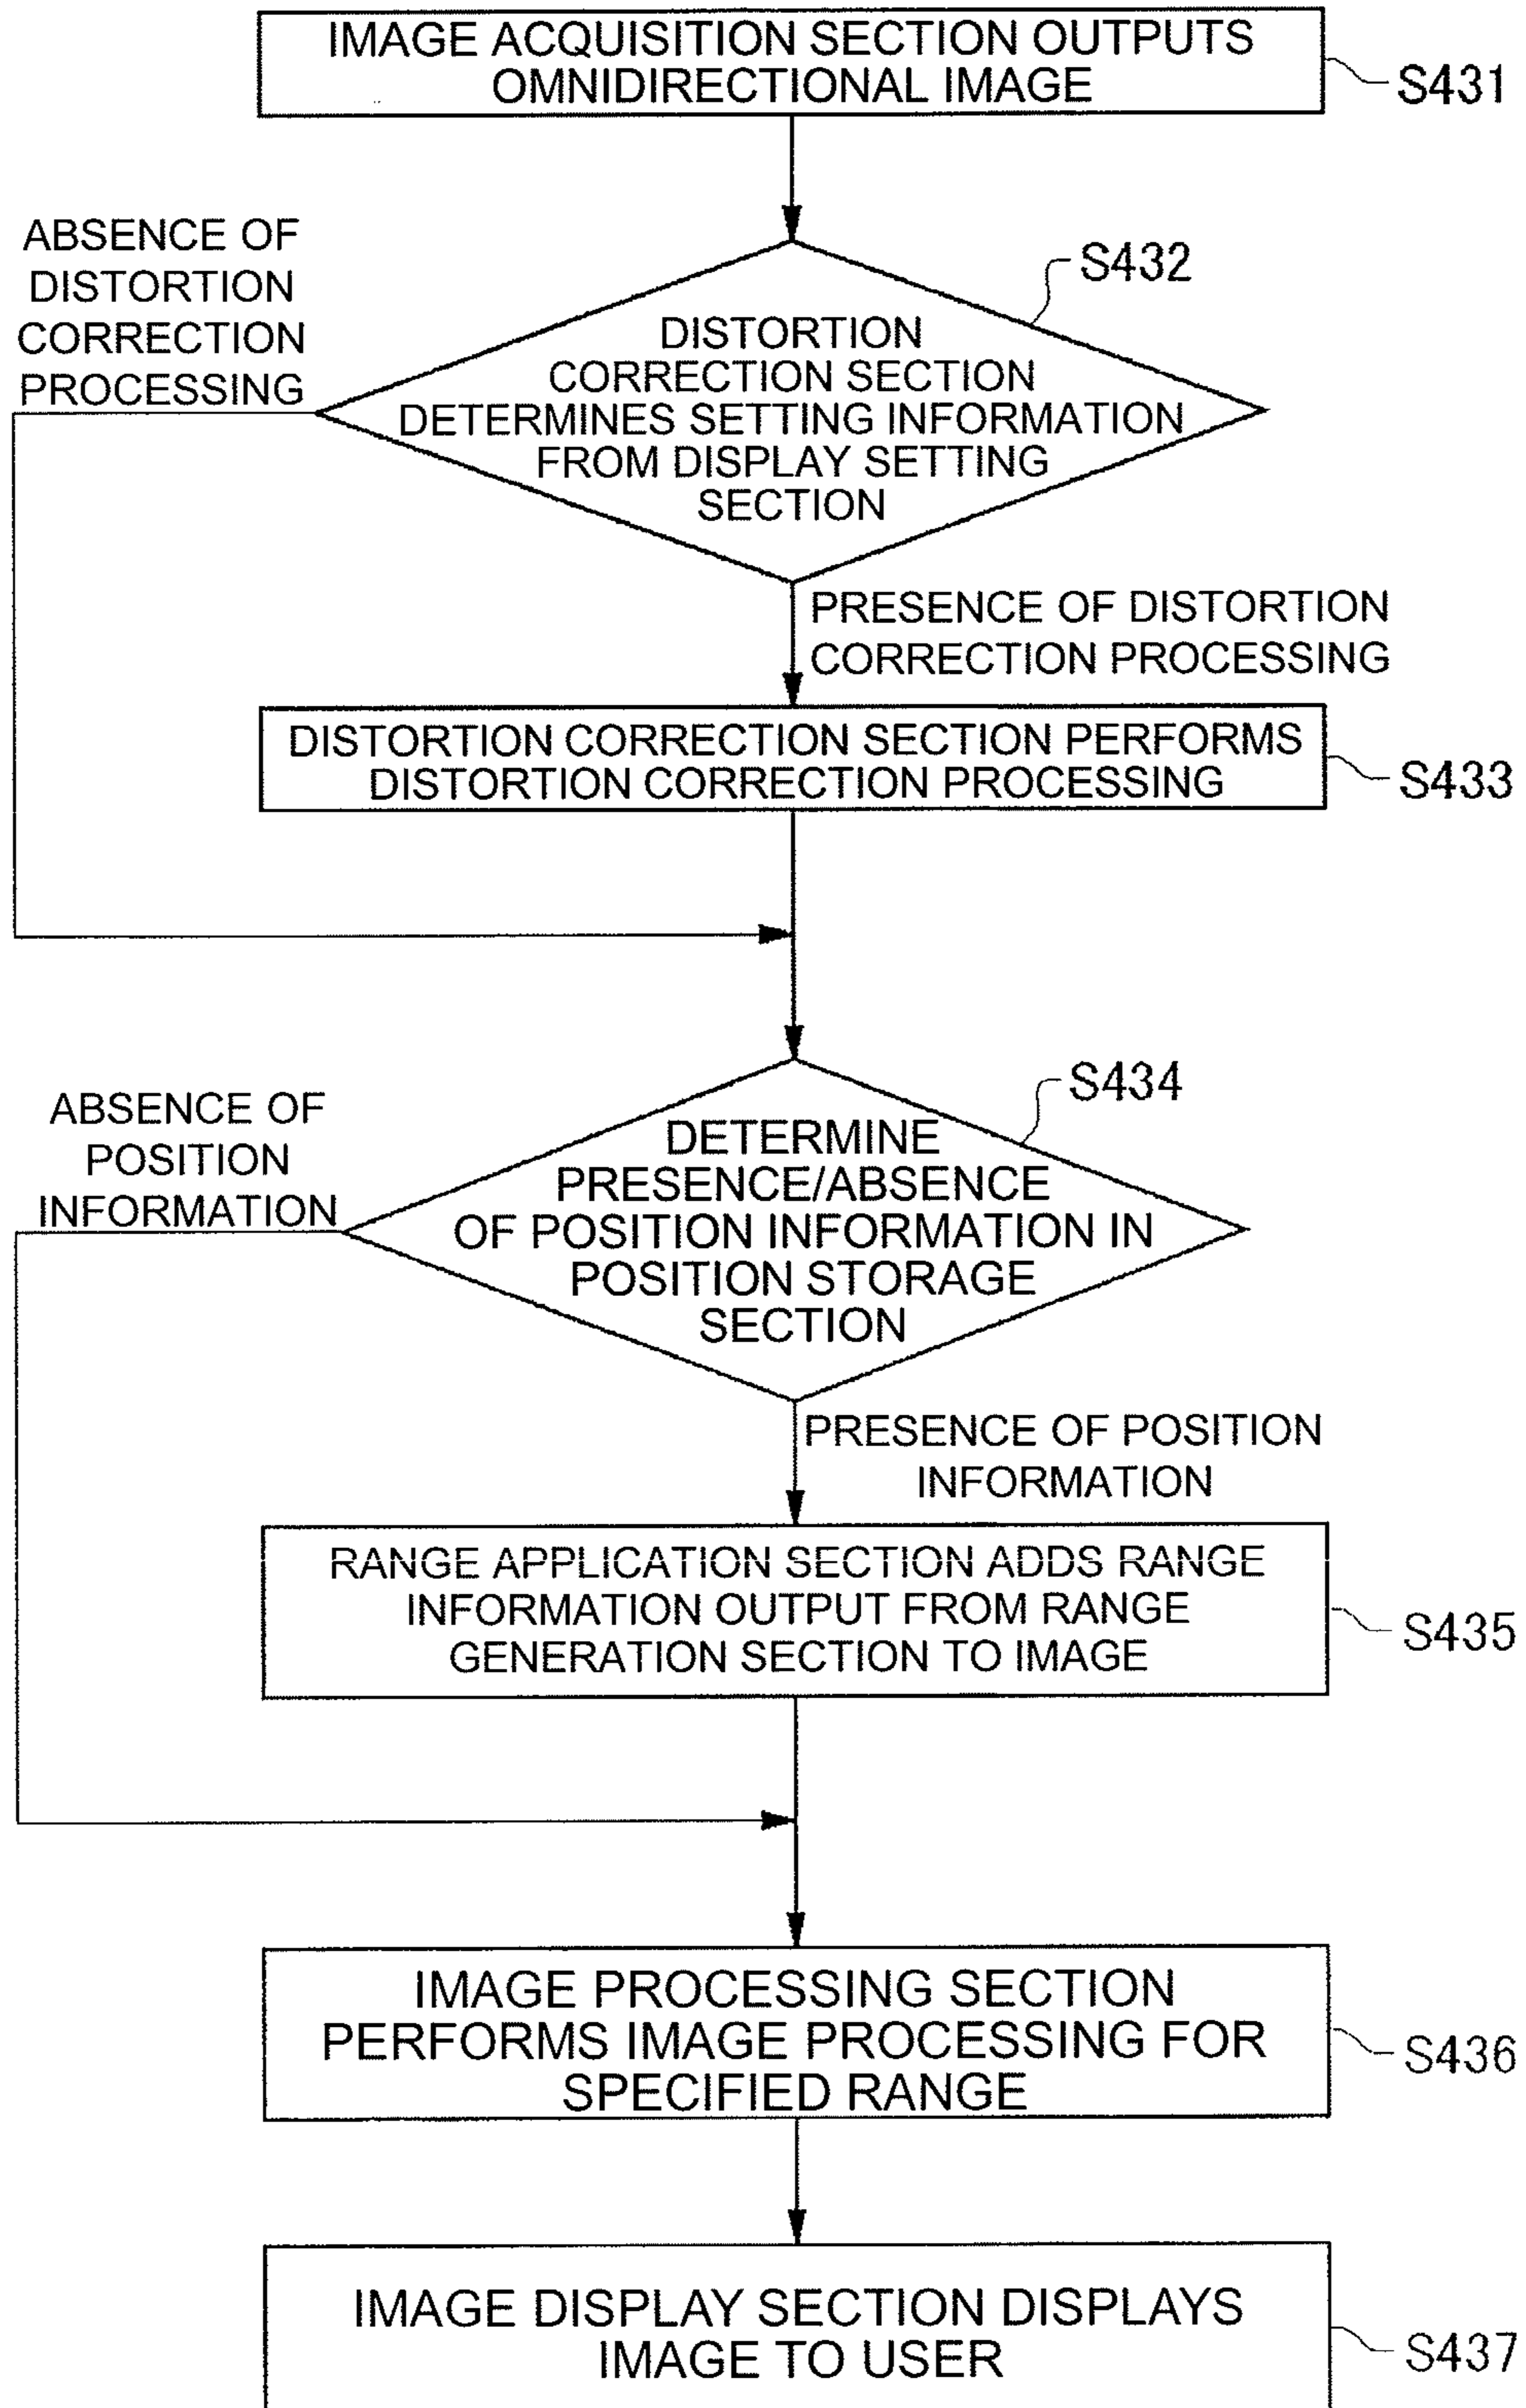 IMAGE ACQUISITION SECTION OUTPUTS
OMNIDIRECTIONAL IMAGE
S431
ABSENCE OF
DISTORTION
CORRECTION
PROCESSING
S432
DISTORTION
CORRECTION SECTION
DETERMINES SETTING INFORMATION
FROM DISPLAY SETTING
SECTION
PRESENCE OF DISTORTION
CORRECTION PROCESSING
DISTORTION CORRECTION SECTION PERFORMS
DISTORTION CORRECTION PROCESSING
S433
ABSENCE OF
POSITION
INFORMATION
S434
DETERMINE
PRESENCE/ABSENCE
OF POSITION INFORMATION IN
POSITION STORAGE
SECTION
PRESENCE OF POSITION
INFORMATION
RANGE APPLICATION SECTION ADDS RANGE
INFORMATION OUTPUT FROM RANGE
GENERATION SECTION TO IMAGE
S435
IMAGE PROCESSING SECTION
PERFORMS IMAGE PROCESSING FOR
SPECIFIED RANGE
S436
IMAGE DISPLAY SECTION DISPLAYS
IMAGE TO USER
S437